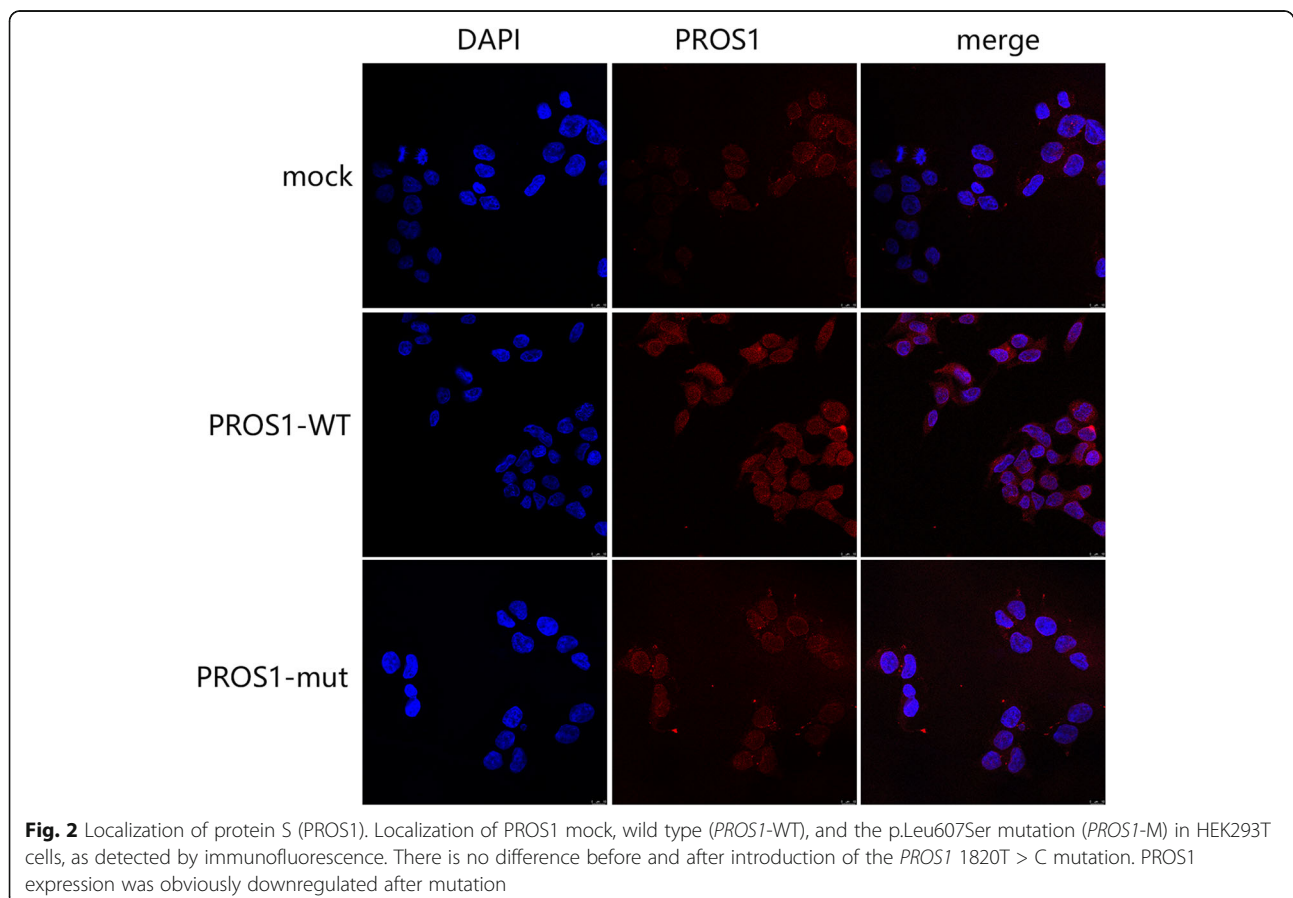 DAPI PROS1 merge
mock
PROS1-WT
PROS1-mut
Fig. 2 Localization of protein S (PROS1). Localization of PROS1 mock, wild type (PROS1-WT), and the p.Leu607Ser mutation (PROS1-M) in HEK293T
cells, as detected by immunofluorescence. There is no difference before and after introduction of the PROS1 1820T > C mutation. PROS1
expression was obviously downregulated after mutation